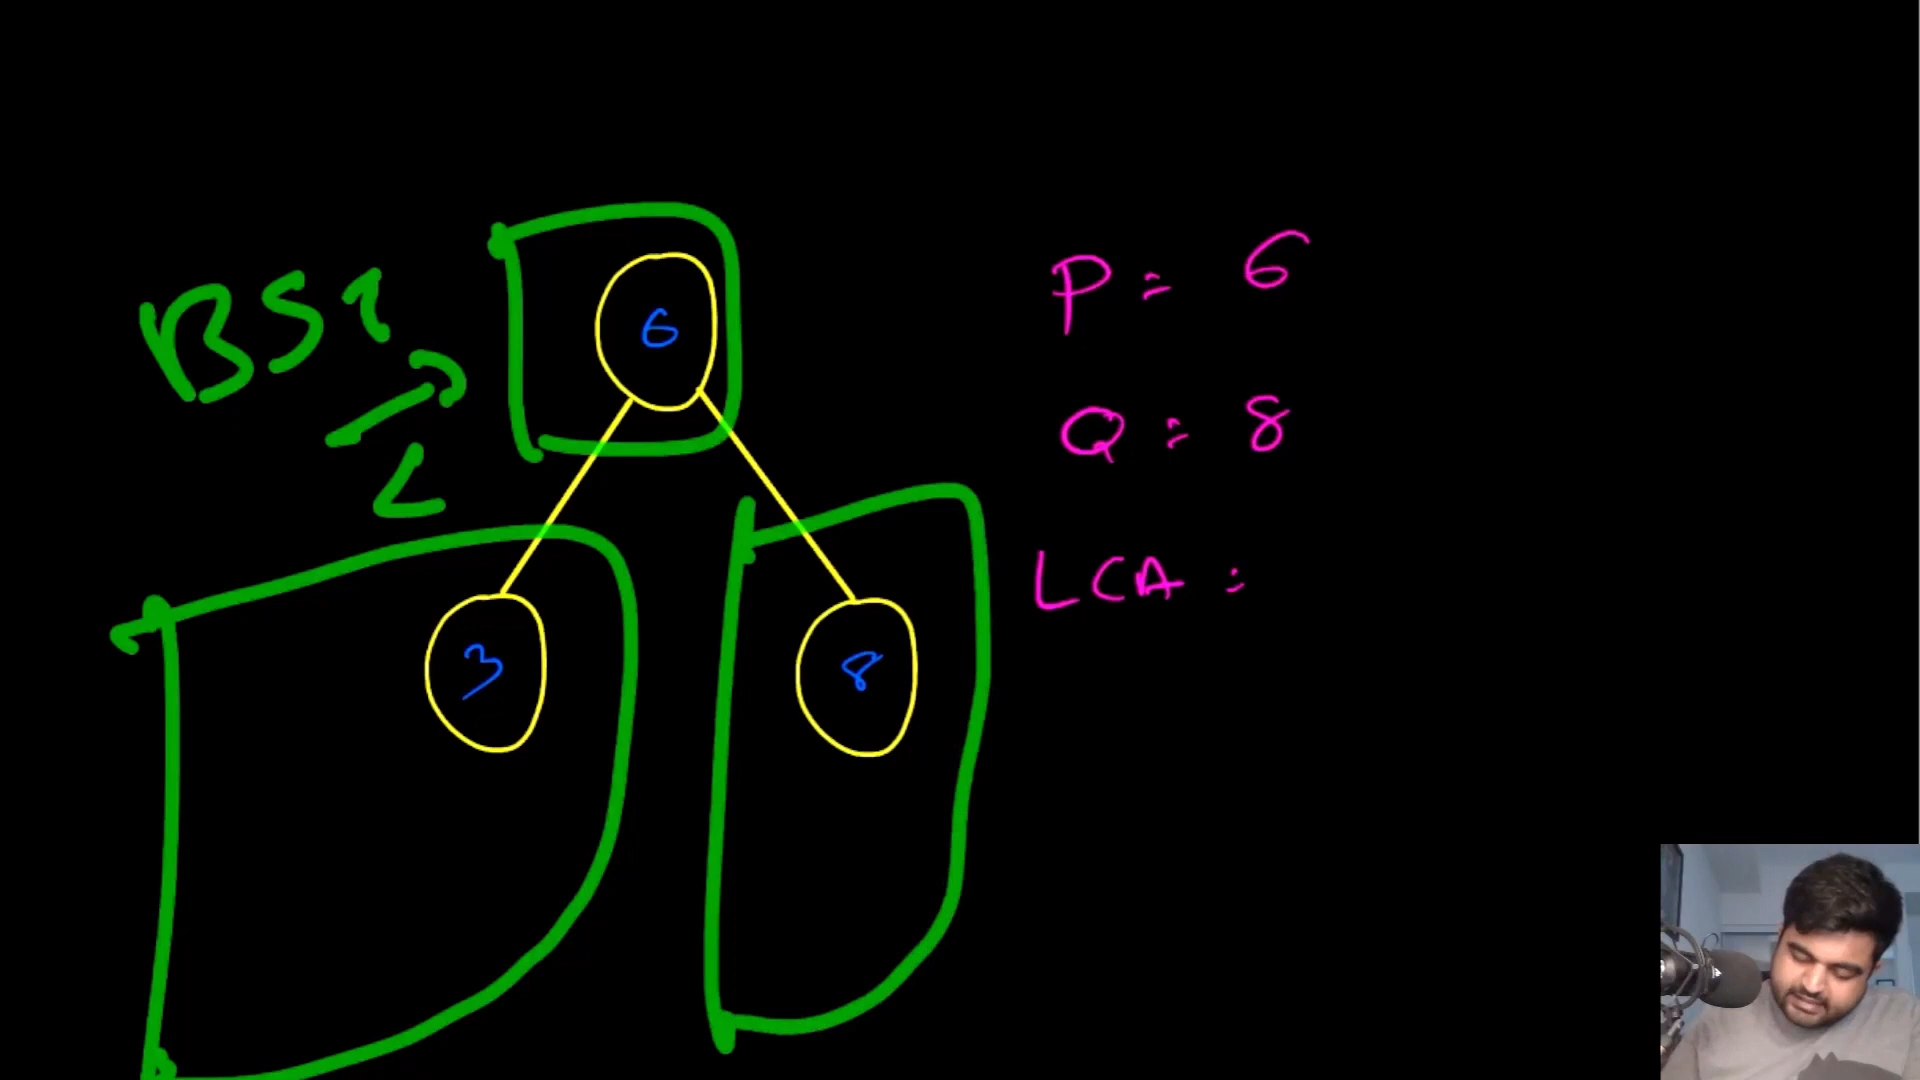 6
P = 6
BST
Q = 8
L
LCA =
3
8